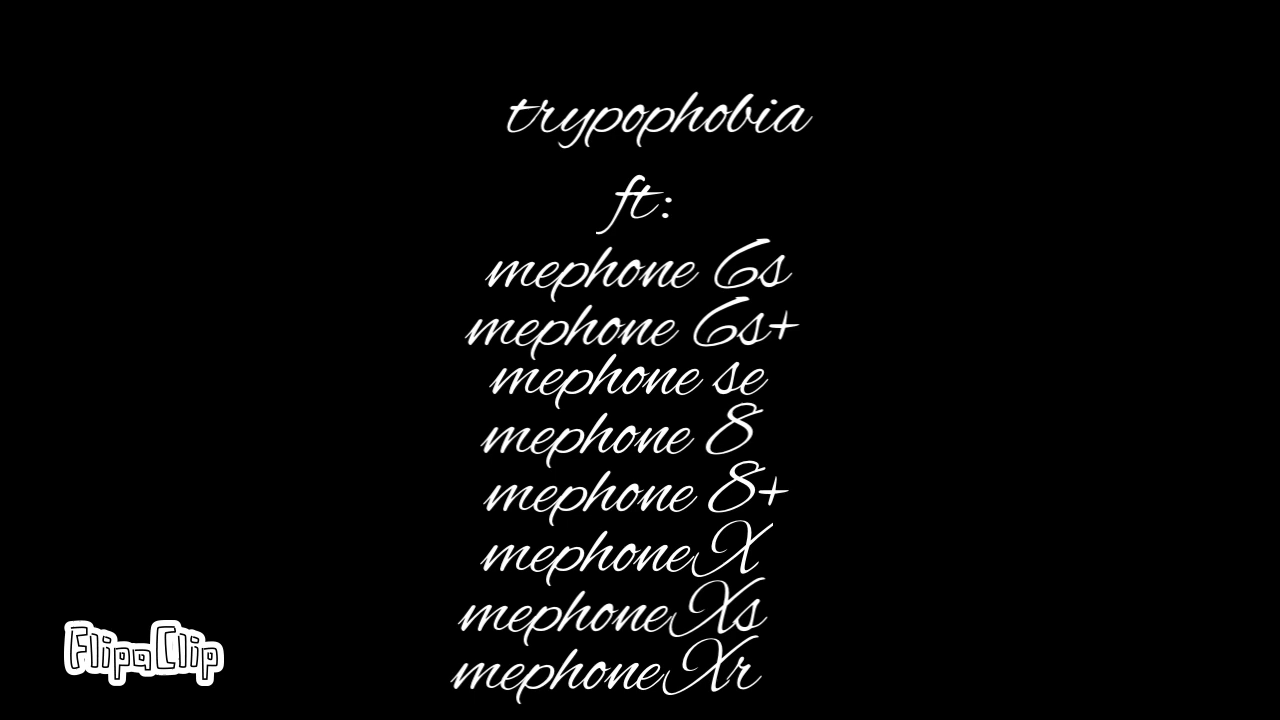 trypophobia
ft:
mephone 6s
mephone 6s+
mephone se
mephone 8
mephone 8+
mephoneX
mephoneXs
mephoneXr
FlipaClip